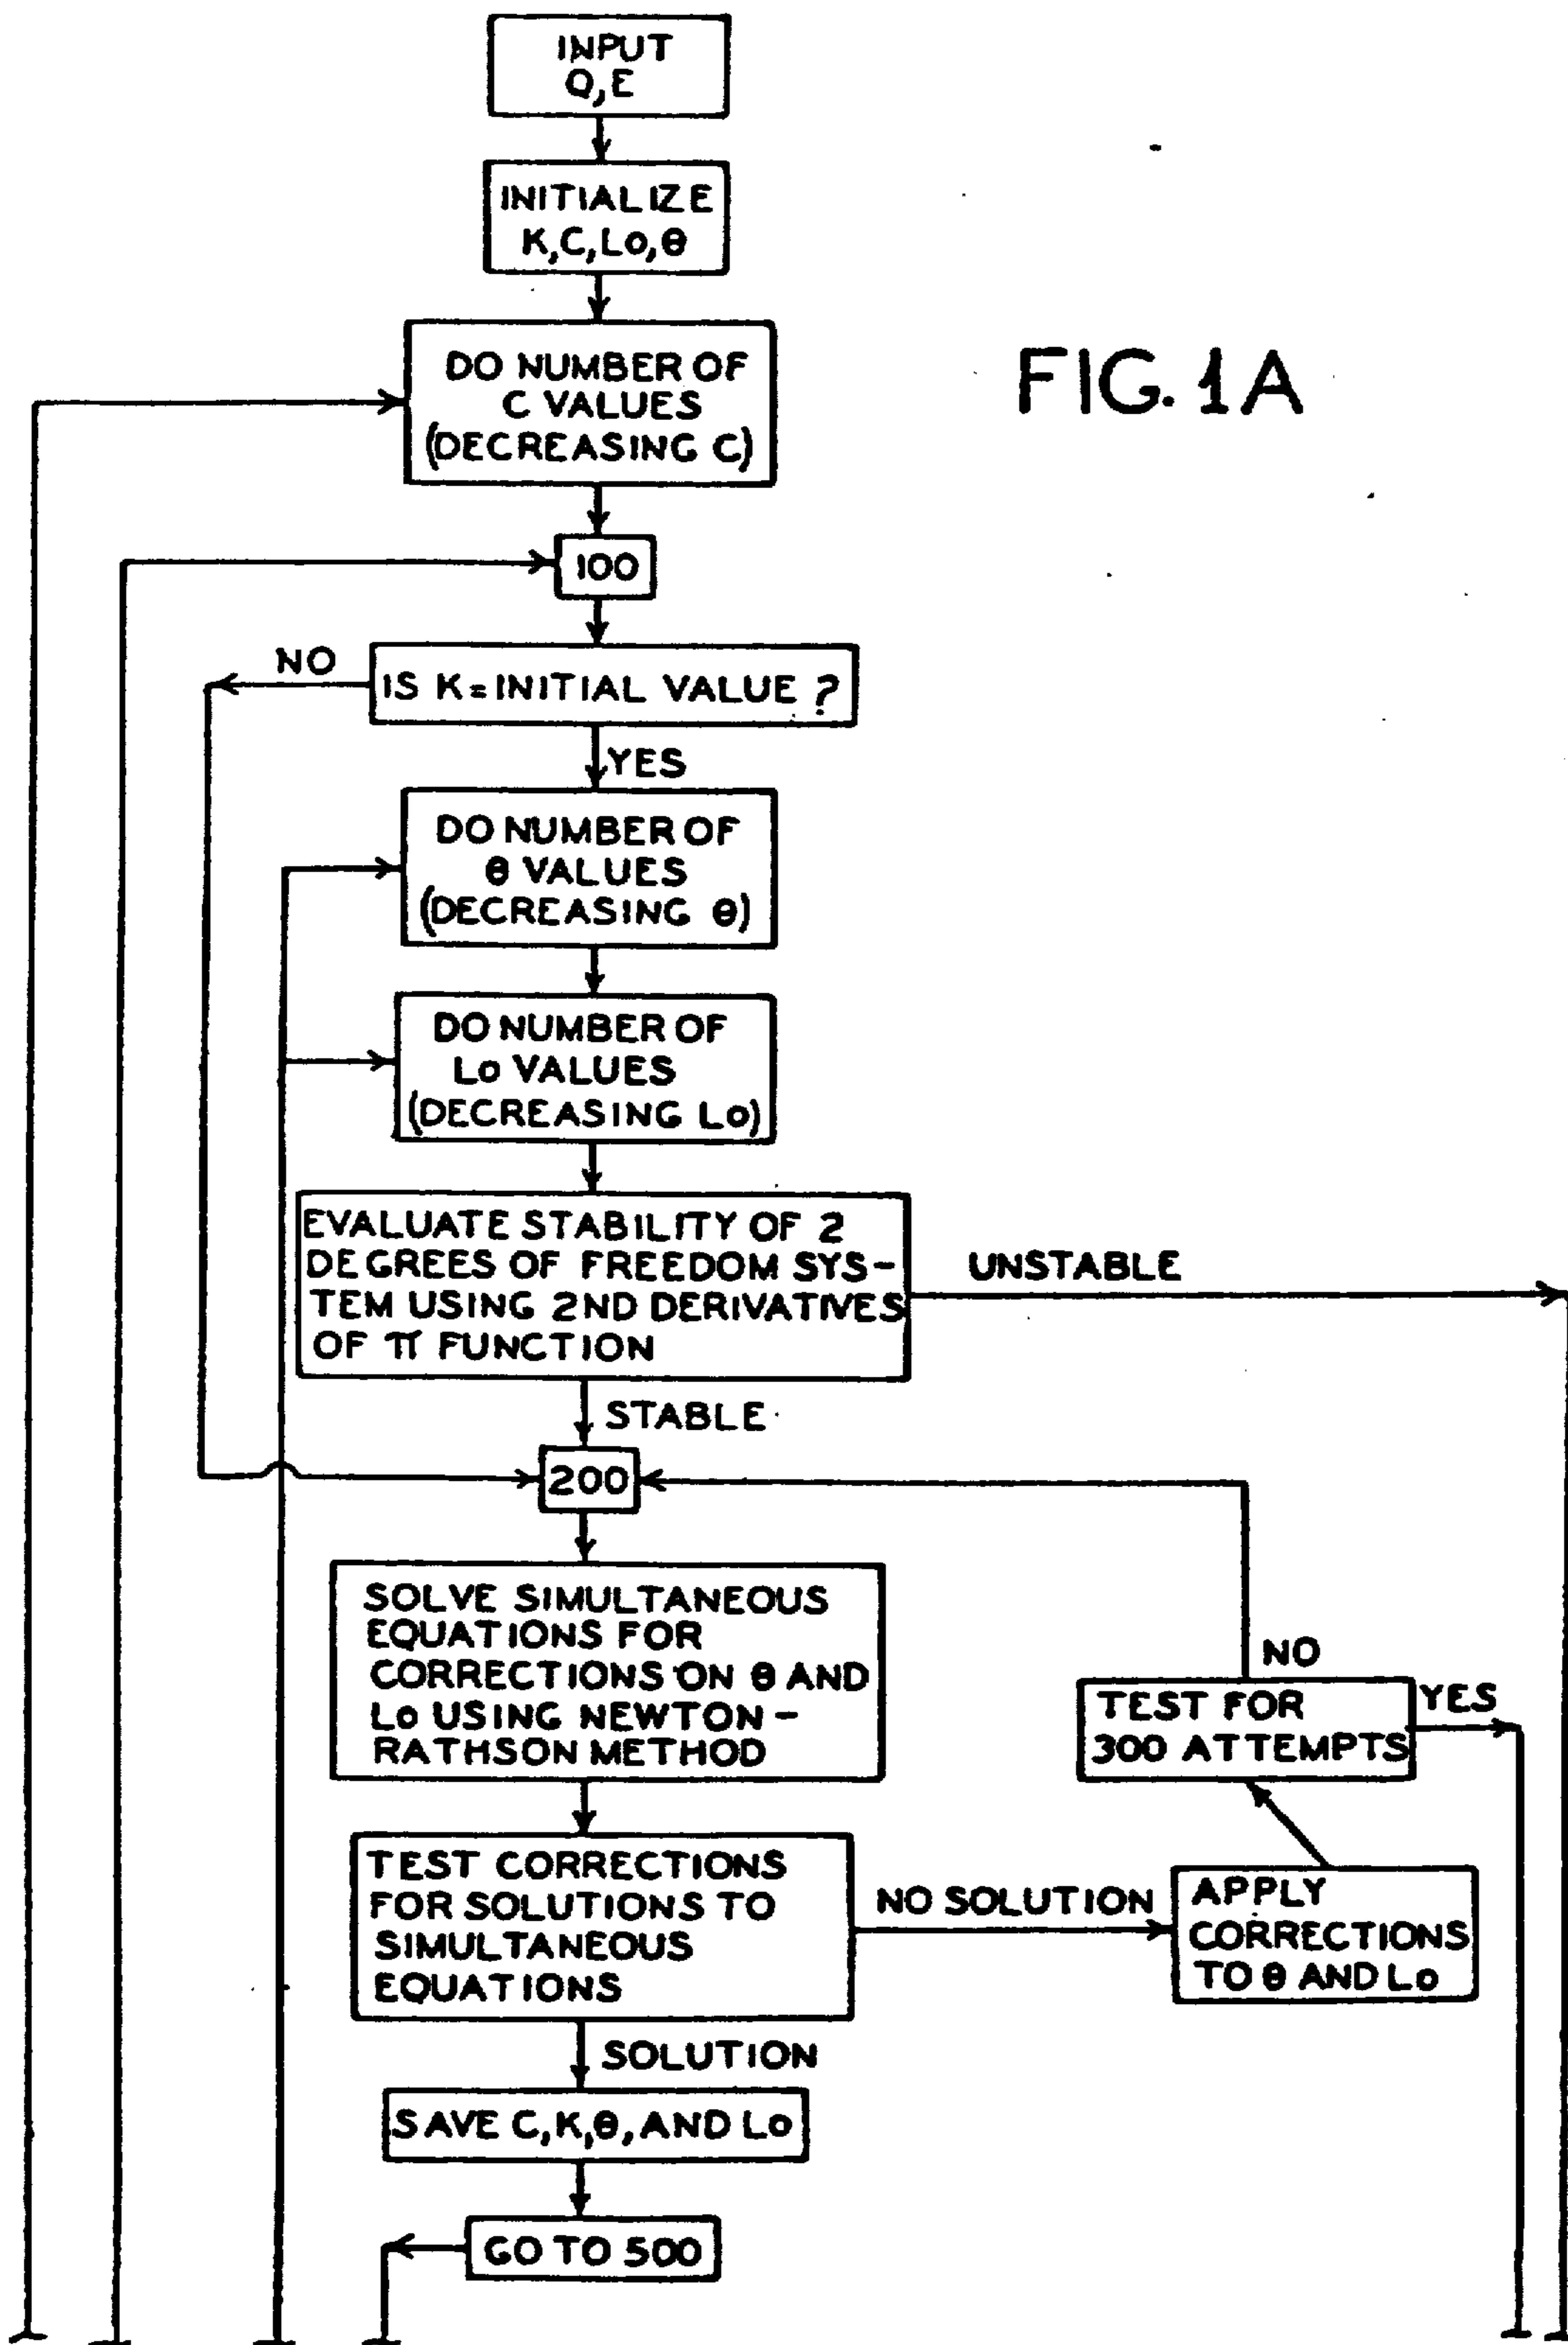 INPUT
Q,E
INITIALIZE
K,C,Lo,θ
DO NUMBER OF
C VALUES
(DECREASING C)
FIG. 1A
100
NO
IS K=INITIAL VALUE ?
YES
DO NUMBER OF
θ VALUES
(DECREASING θ)
DO NUMBER OF
Lo VALUES
(DECREASING Lo)
EVALUATE STABILITY OF 2
DEGREES OF FREEDOM SYS-
TEM USING 2ND DERIVATIVES
OF π FUNCTION
UNSTABLE
STABLE
200
SOLVE SIMULTANEOUS
EQUATIONS FOR
CORRECTIONS ON θ AND
Lo USING NEWTON-
RATHSON METHOD
NO
TEST FOR
300 ATTEMPTS
YES
TEST CORRECTIONS
FOR SOLUTIONS TO
SIMULTANEOUS
EQUATIONS
NO SOLUTION
APPLY
CORRECTIONS
TO θ AND Lo
SOLUTION
SAVE C,K,θ, AND Lo
GO TO 500